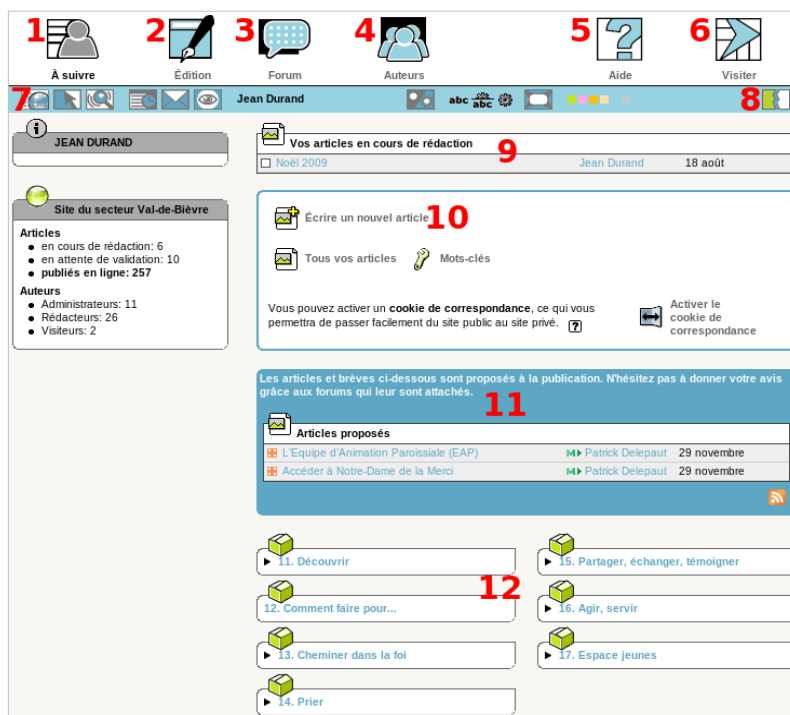 1 2 3 4 5 6
À suivre Édition Forum Auteurs Aide Visiter
7 Jean Durand abc abc abc 8
JEAN DURAND
Site du secteur Val-de-Bièvre
Articles
en cours de rédaction: 6
en attente de validation: 10
publiés en ligne: 257
Auteurs
Administrateurs: 11
Rédacteurs: 26
Visiteurs: 2
Vos articles en cours de rédaction 9
Noël 2009 Jean Durand 18 août
Écrire un nouvel article 10
Tous vos articles Mots-clés
Vous pouvez activer un cookie de correspondance, ce qui vous
permettra de passer facilement du site public au site privé. ?
Activer le
cookie de
correspondance
Les articles et brèves ci-dessous sont proposés à la publication. N'hésitez pas à donner votre avis
grâce aux forums qui leur sont attachés.
11
Articles proposés
L'Equipe d'Animation Paroissiale (EAP) M Patrick Delepaut 29 novembre
Accéder à Notre-Dame de la Merci M Patrick Delepaut 29 novembre
11. Découvrir 15. Partager, échanger, témoigner
12
12. Comment faire pour... 16. Agir, servir
13. Cheminer dans la foi 17. Espace jeunes
14. Prier